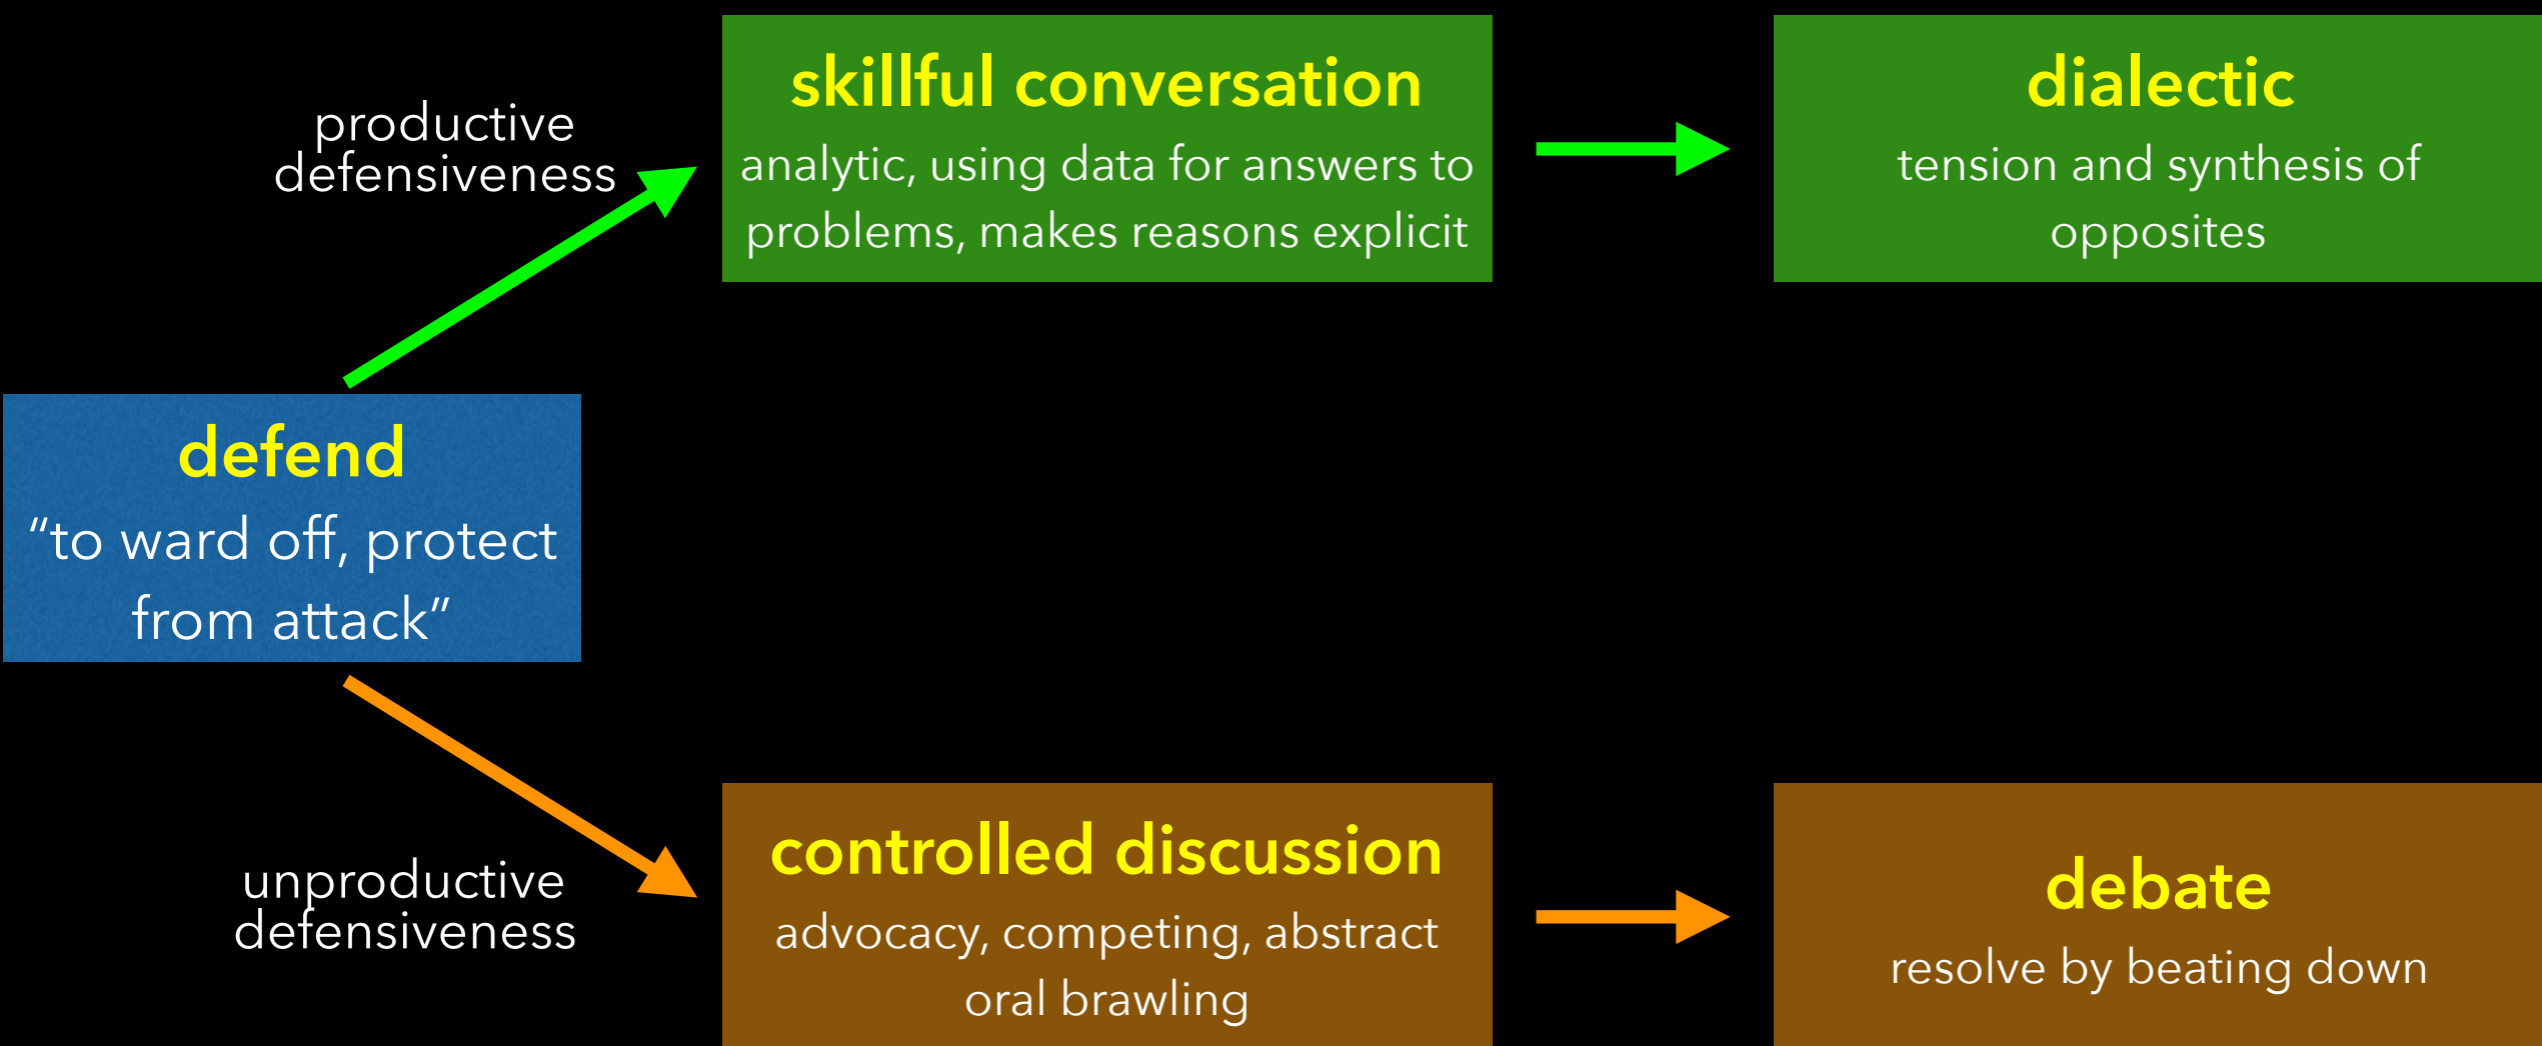 productive
defensiveness
skillful conversation
analytic, using data for answers to
problems, makes reasons explicit
dialectic
tension and synthesis of
opposites
defend
“to ward off, protect
from attack”
unproductive
defensiveness
controlled discussion
advocacy, competing, abstract
oral brawling
debate
resolve by beating down